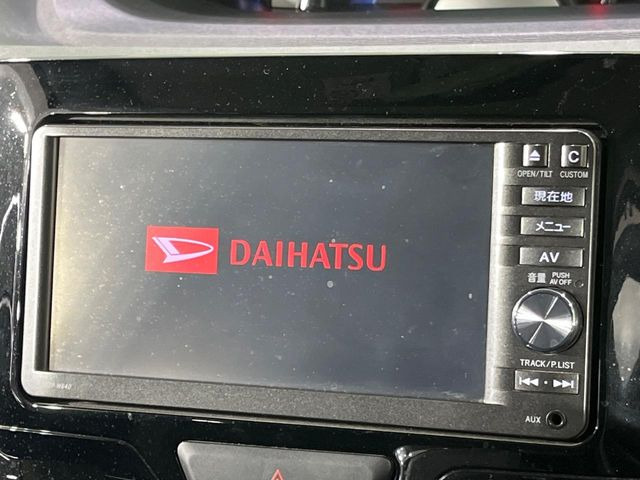 OPEN/TILT
C
CUSTOM
現在地
メニュー
AV
音量
PUSH
AV OFF
DAIHATSU
TRACK/P.LIST
AUX